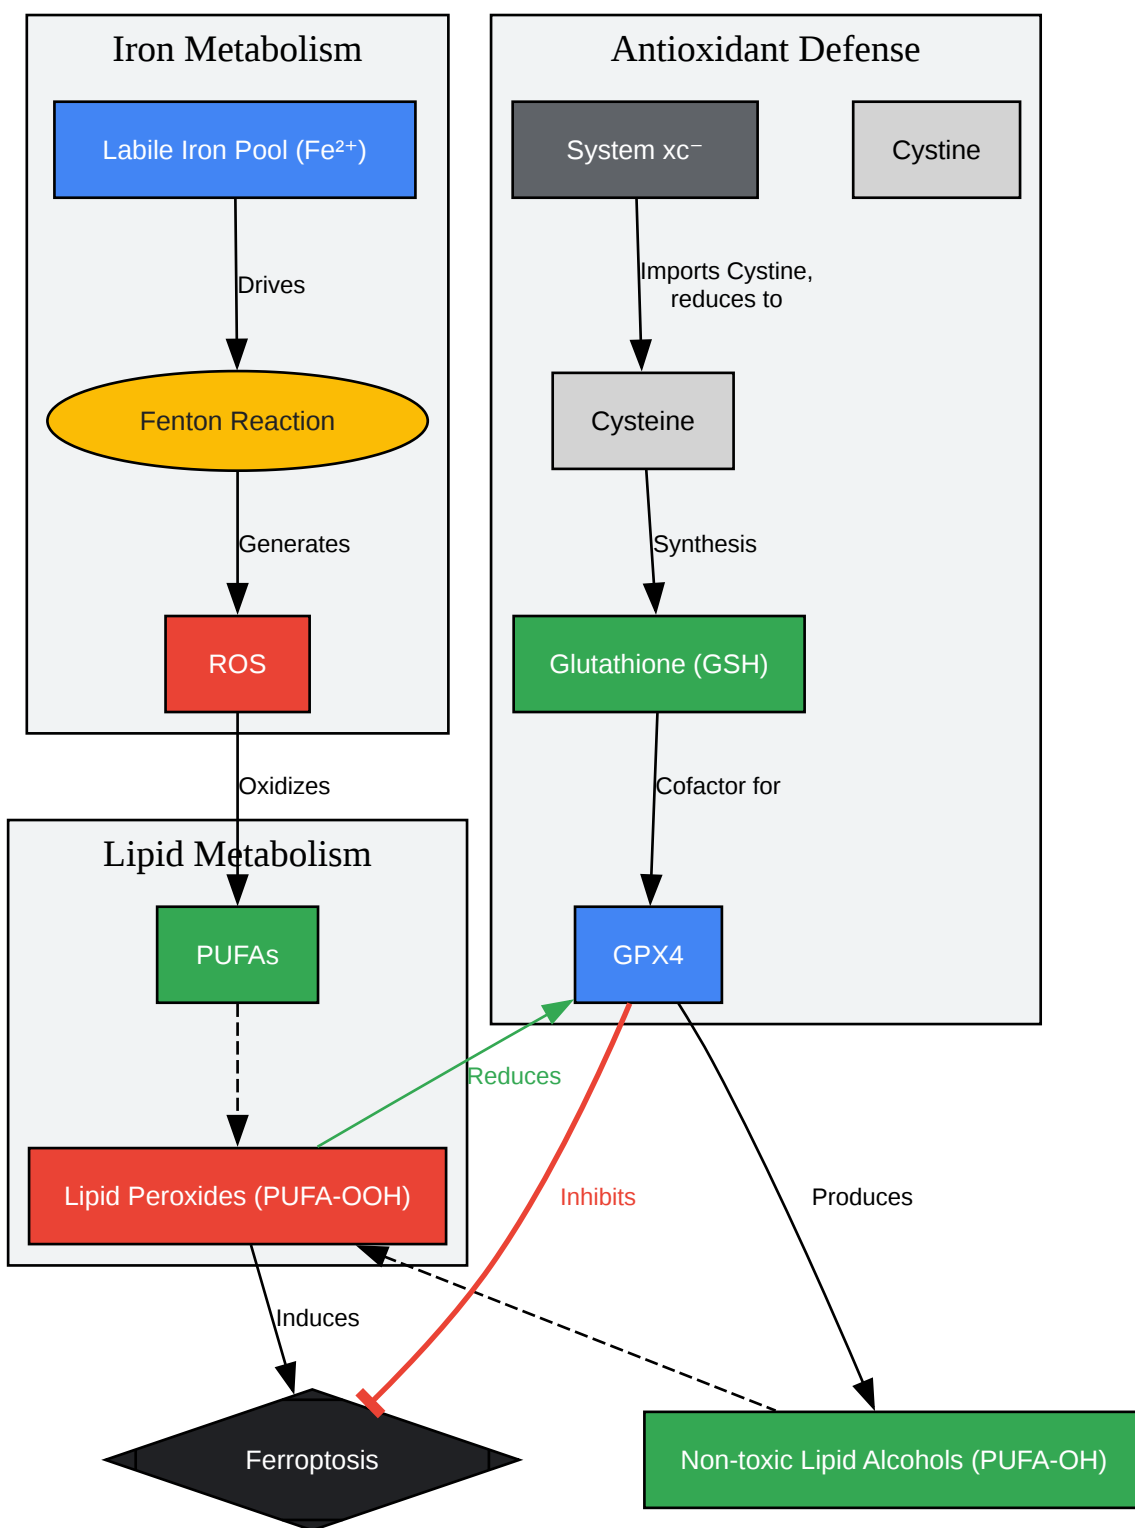 Iron Metabolism
Labile Iron Pool (Fe²⁺)
Drives
Fenton Reaction
Generates
ROS
Oxidizes
Antioxidant Defense
System xc⁻
Cystine
Imports Cystine,
reduces to
Cysteine
Synthesis
Glutathione (GSH)
Cofactor for
GPX4
Lipid Metabolism
PUFAs
Reduces
Lipid Peroxides (PUFA-OOH)
Inhibits
Produces
Induces
Ferroptosis
Non-toxic Lipid Alcohols (PUFA-OH)